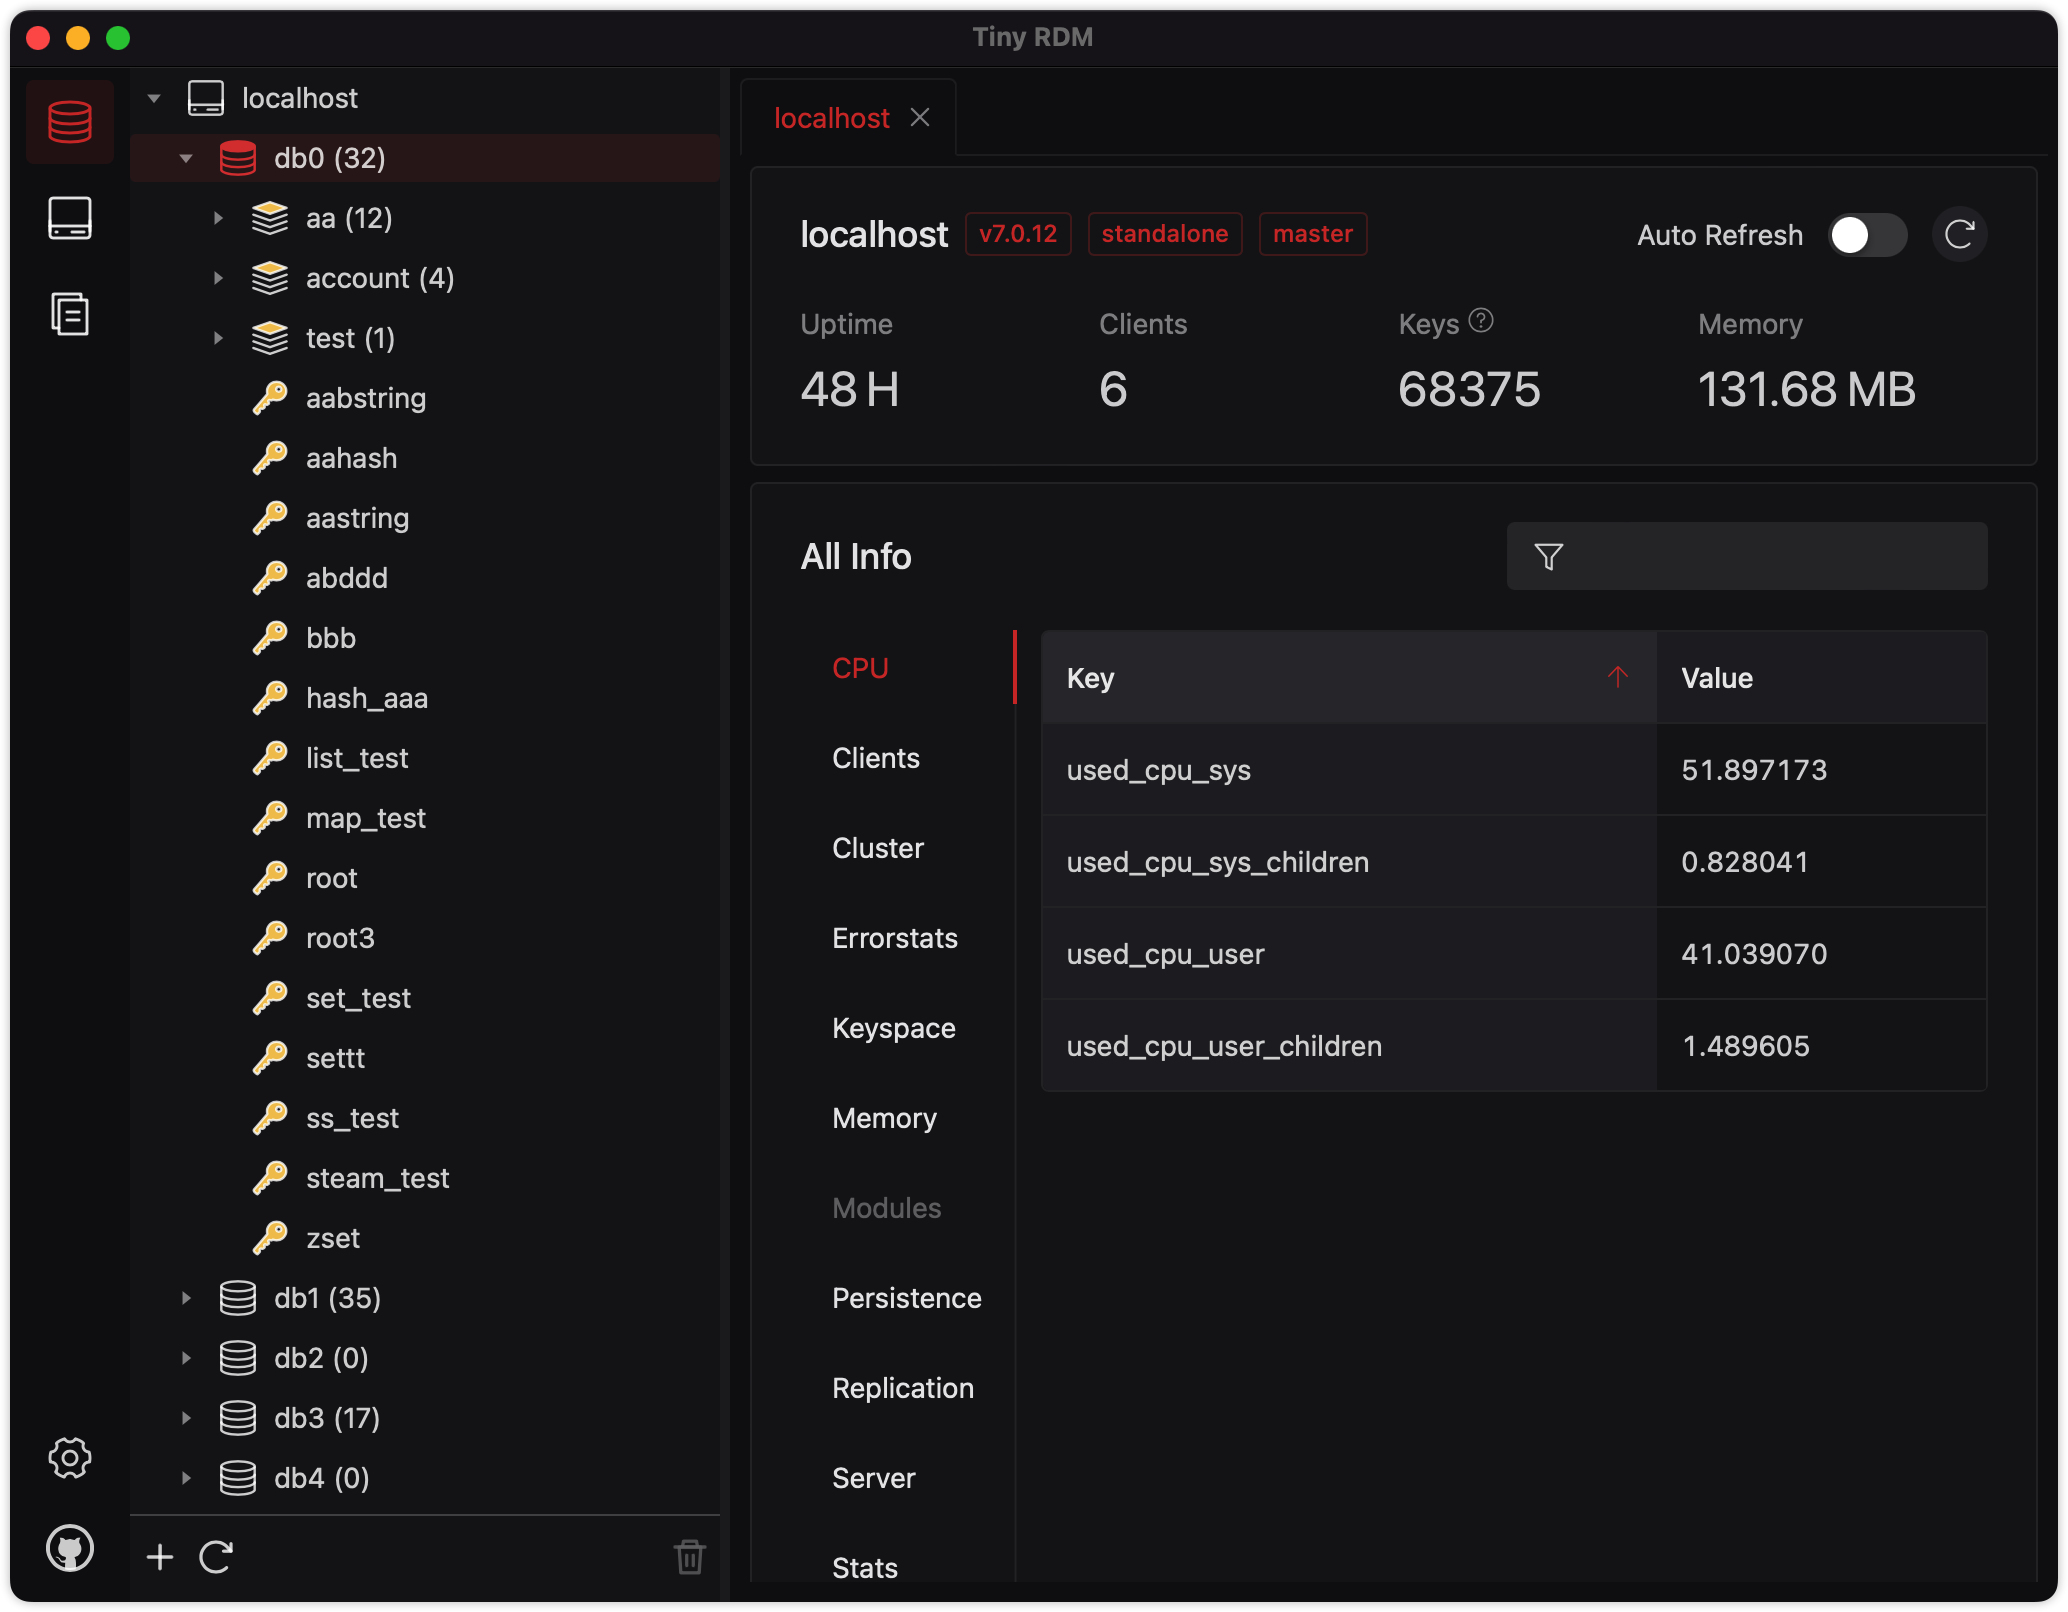 Tiny RDM
localhost
db0 (32)
aa (12)
account (4)
test (1)
aabstring
aahash
aastring
abddd
bbb
hash_aaa
list_test
map_test
root
root3
set_test
settt
ss_test
steam_test
zset
db1 (35)
db2 (0)
db3 (17)
db4 (0)
localhost
localhost v7.0.12 standalone master Auto Refresh
Uptime Clients Keys Memory
48 H 6 68375 131.68 MB
All Info
CPU
Clients
Cluster
Errorstats
Keyspace
Memory
Modules
Persistence
Replication
Server
Stats
Key Value
used_cpu_sys 51.897173
used_cpu_sys_children 0.828041
used_cpu_user 41.039070
used_cpu_user_children 1.489605